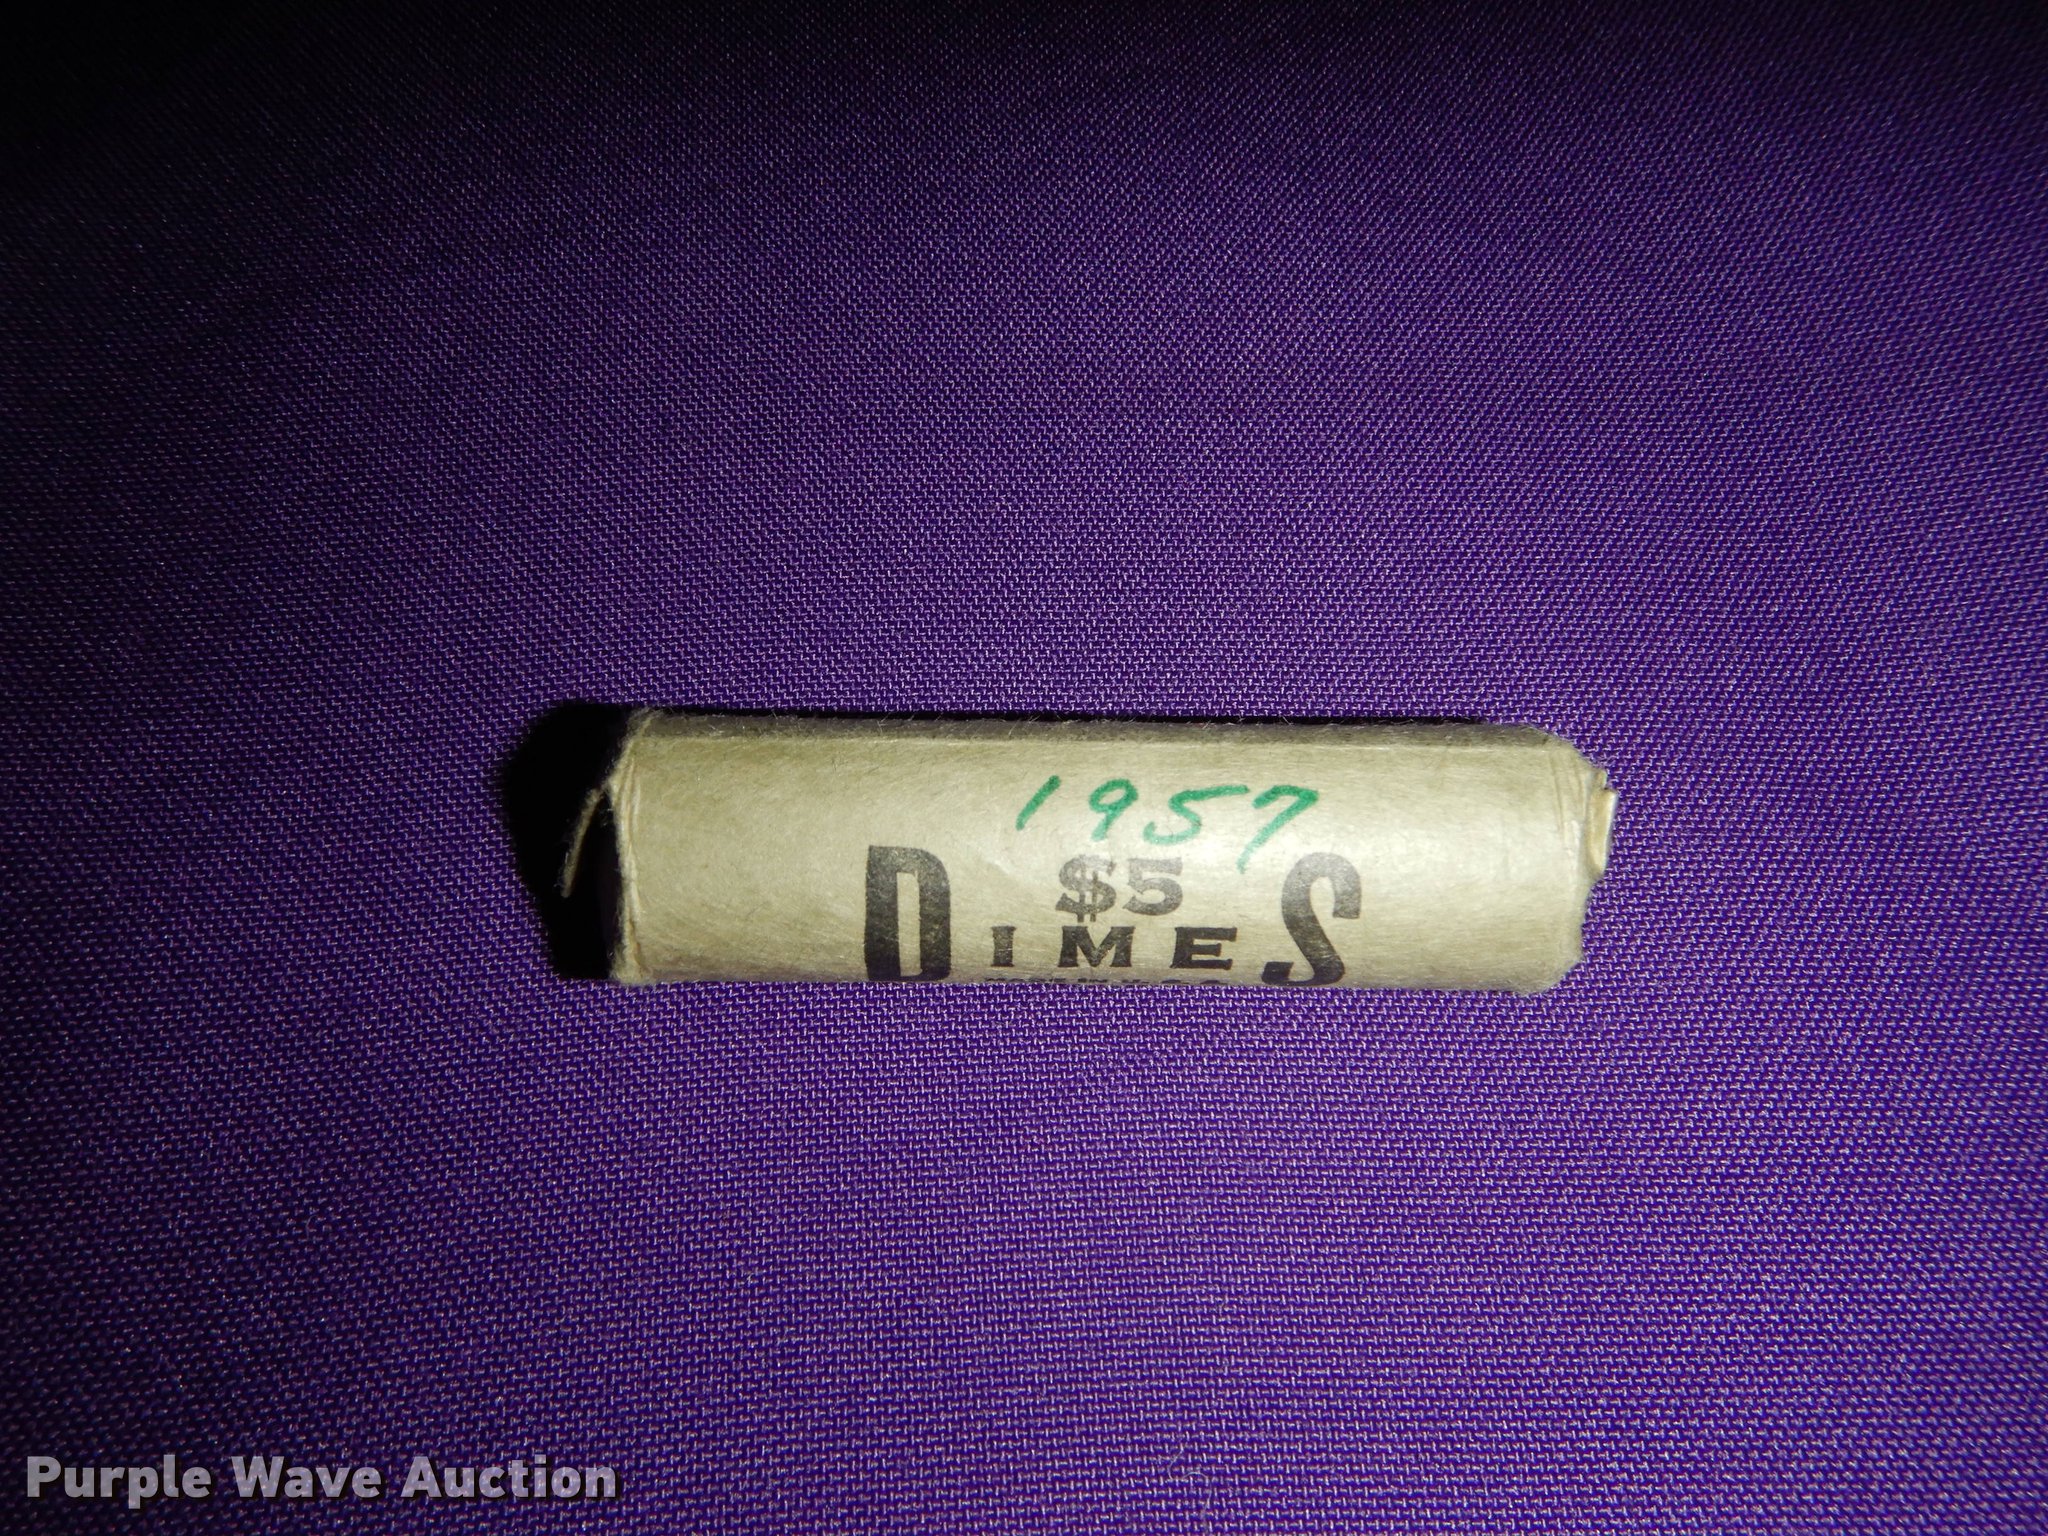 1957
$5
DIMES
Purple Wave Auction